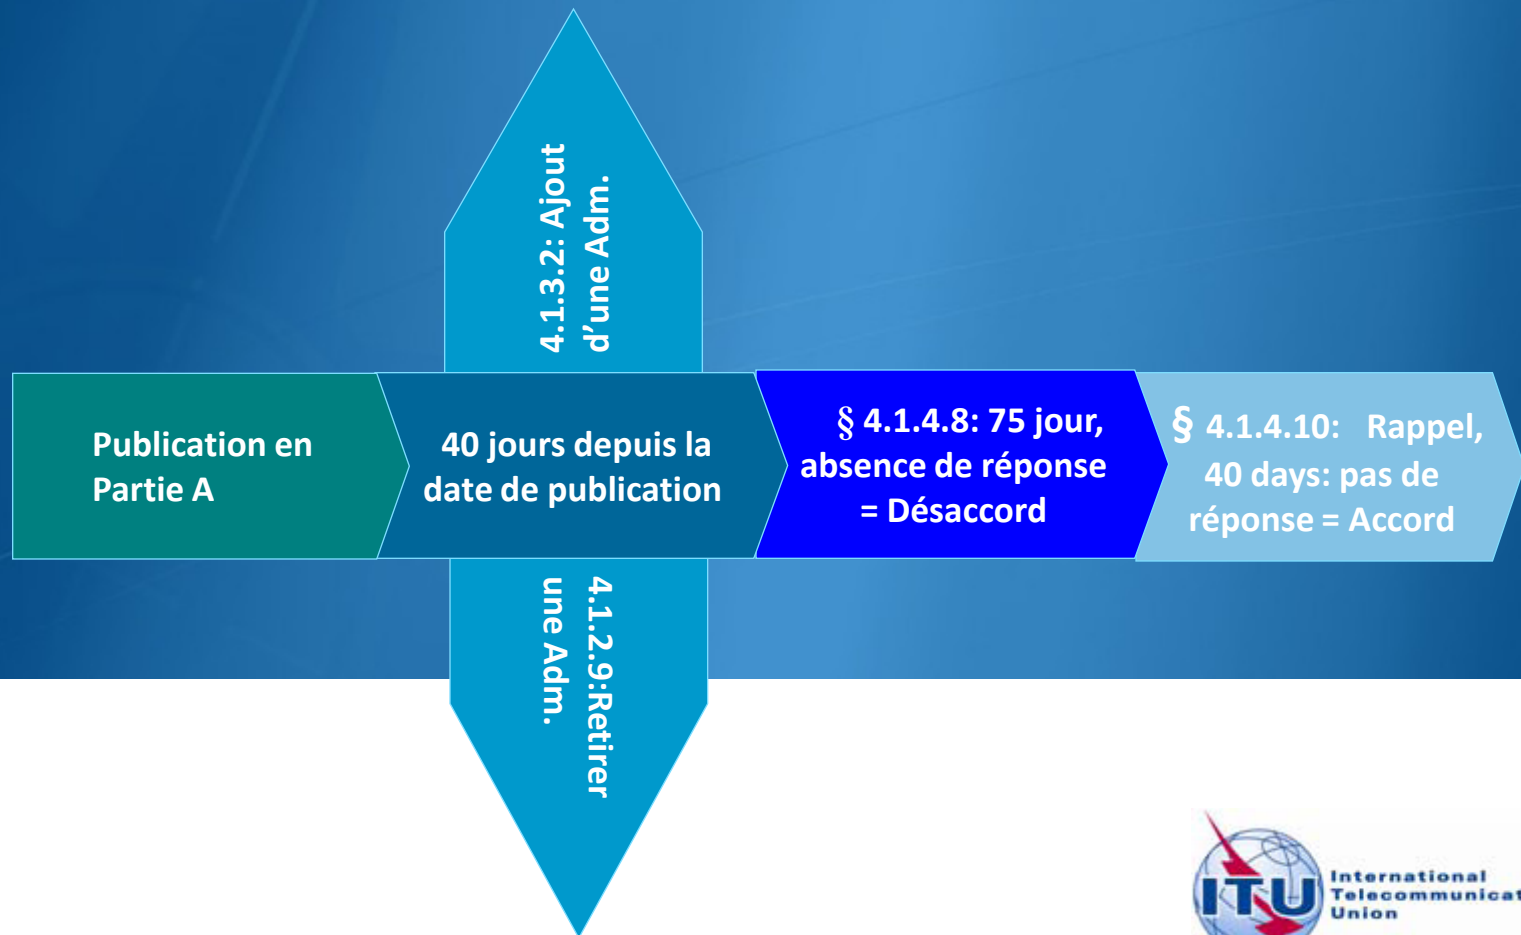 4.1.3.2: Ajout
d’une Adm.
Publication en
Partie A
40 jours depuis la
date de publication
§ 4.1.4.8: 75 jour,
absence de réponse
= Désaccord
§ 4.1.4.10: Rappel,
40 days: pas de
réponse = Accord
4.1.2.9:Retirer
une Adm.
ITU
International
Telecommunicat
Union